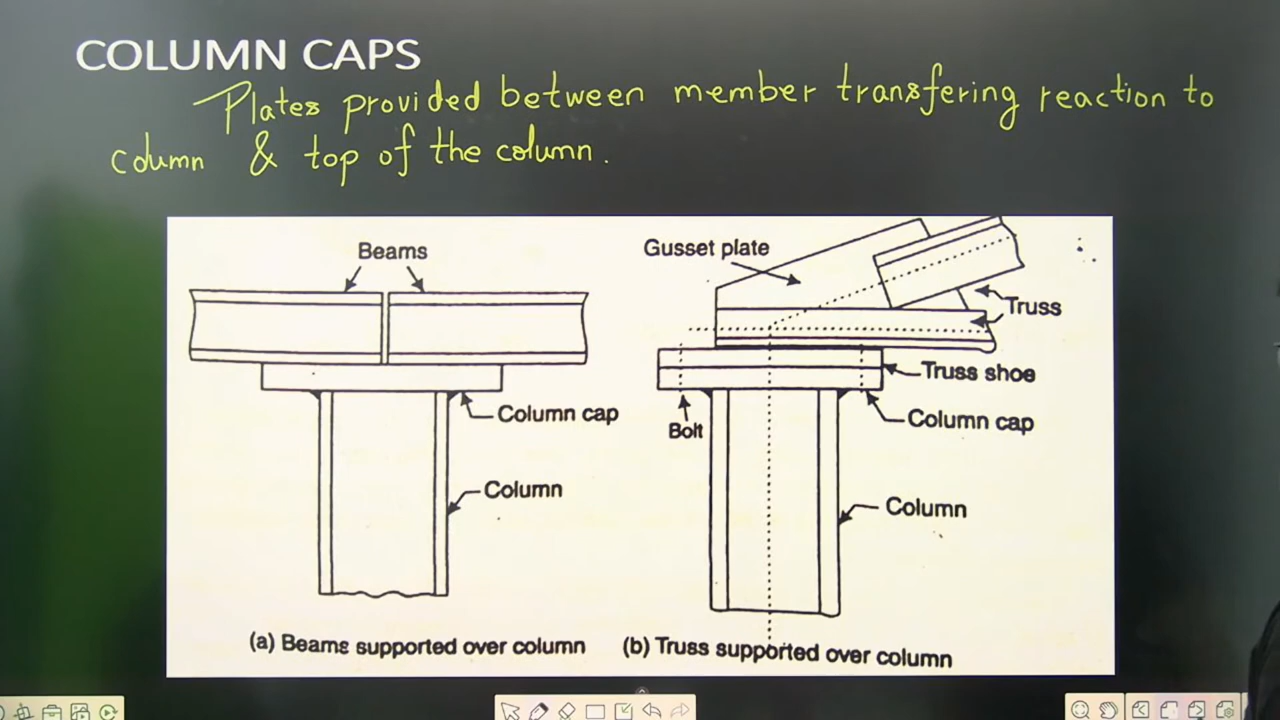 COLUMN CAPS
Plates provided between member transfering reaction to
column & top of the column.
Beams
Column cap
Column
(a) Beams supported over column
Gusset plate
Truss
Truss shoe
Column cap
Bolt
Column
(b) Truss supported over column